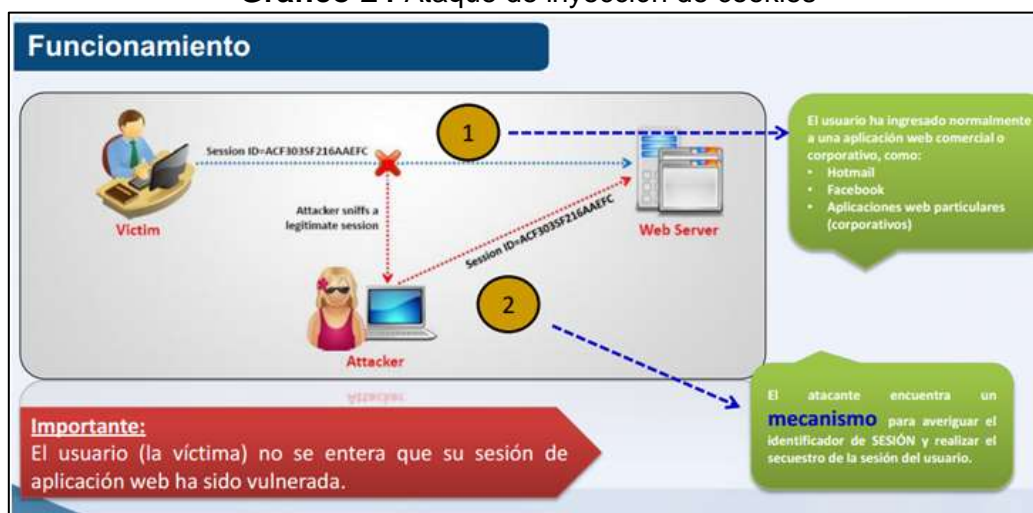 Gráfico 24: Ataque de inyección de cookies
Funcionamiento
Session ID=ACF303SF216AAEFC
1
Victim
Attacker sniffs a
legitimate session
Session ID=ACF303SF216AAEFC
Web Server
2
Attacker
El usuario ha ingresado normalmente
a una aplicación web comercial o
corporativo, como:
• Hotmail
• Facebook
• Aplicaciones web particulares
(corporativos)
Importante:
El usuario (la víctima) no se entera que su sesión de
aplicación web ha sido vulnerada.
El atacante encuentra un
mecanismo para averiguar el
identificador de SESIÓN y realizar el
secuestro de la sesión del usuario.